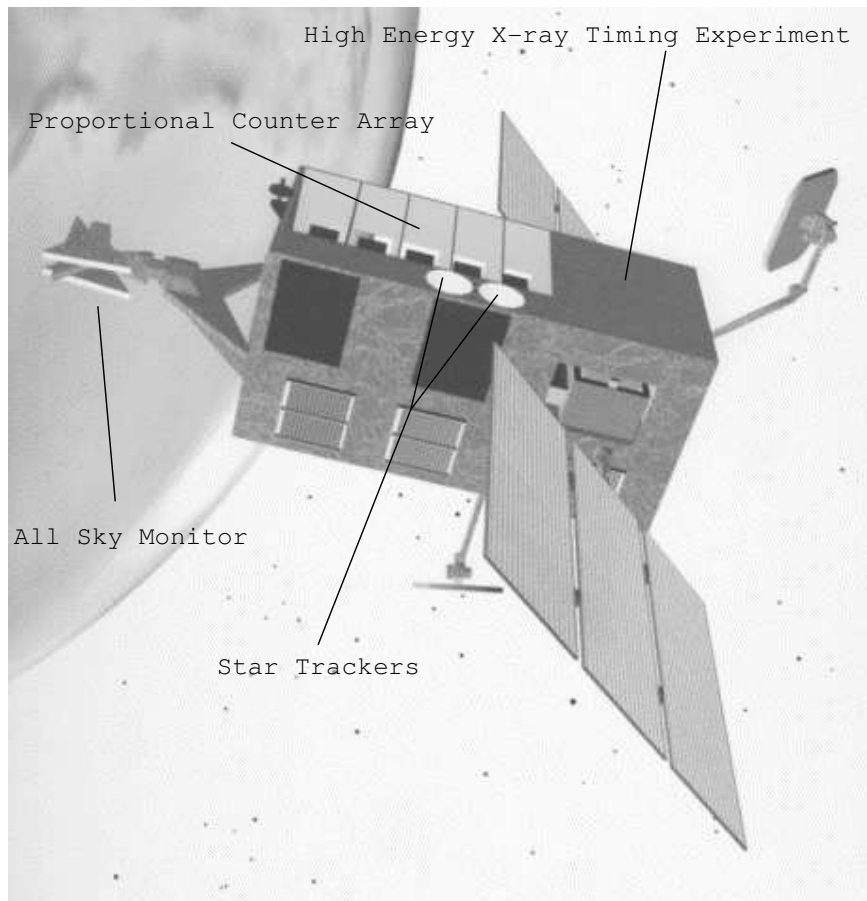 High Energy X-ray Timing Experiment
Proportional Counter Array
All Sky Monitor
Star Trackers